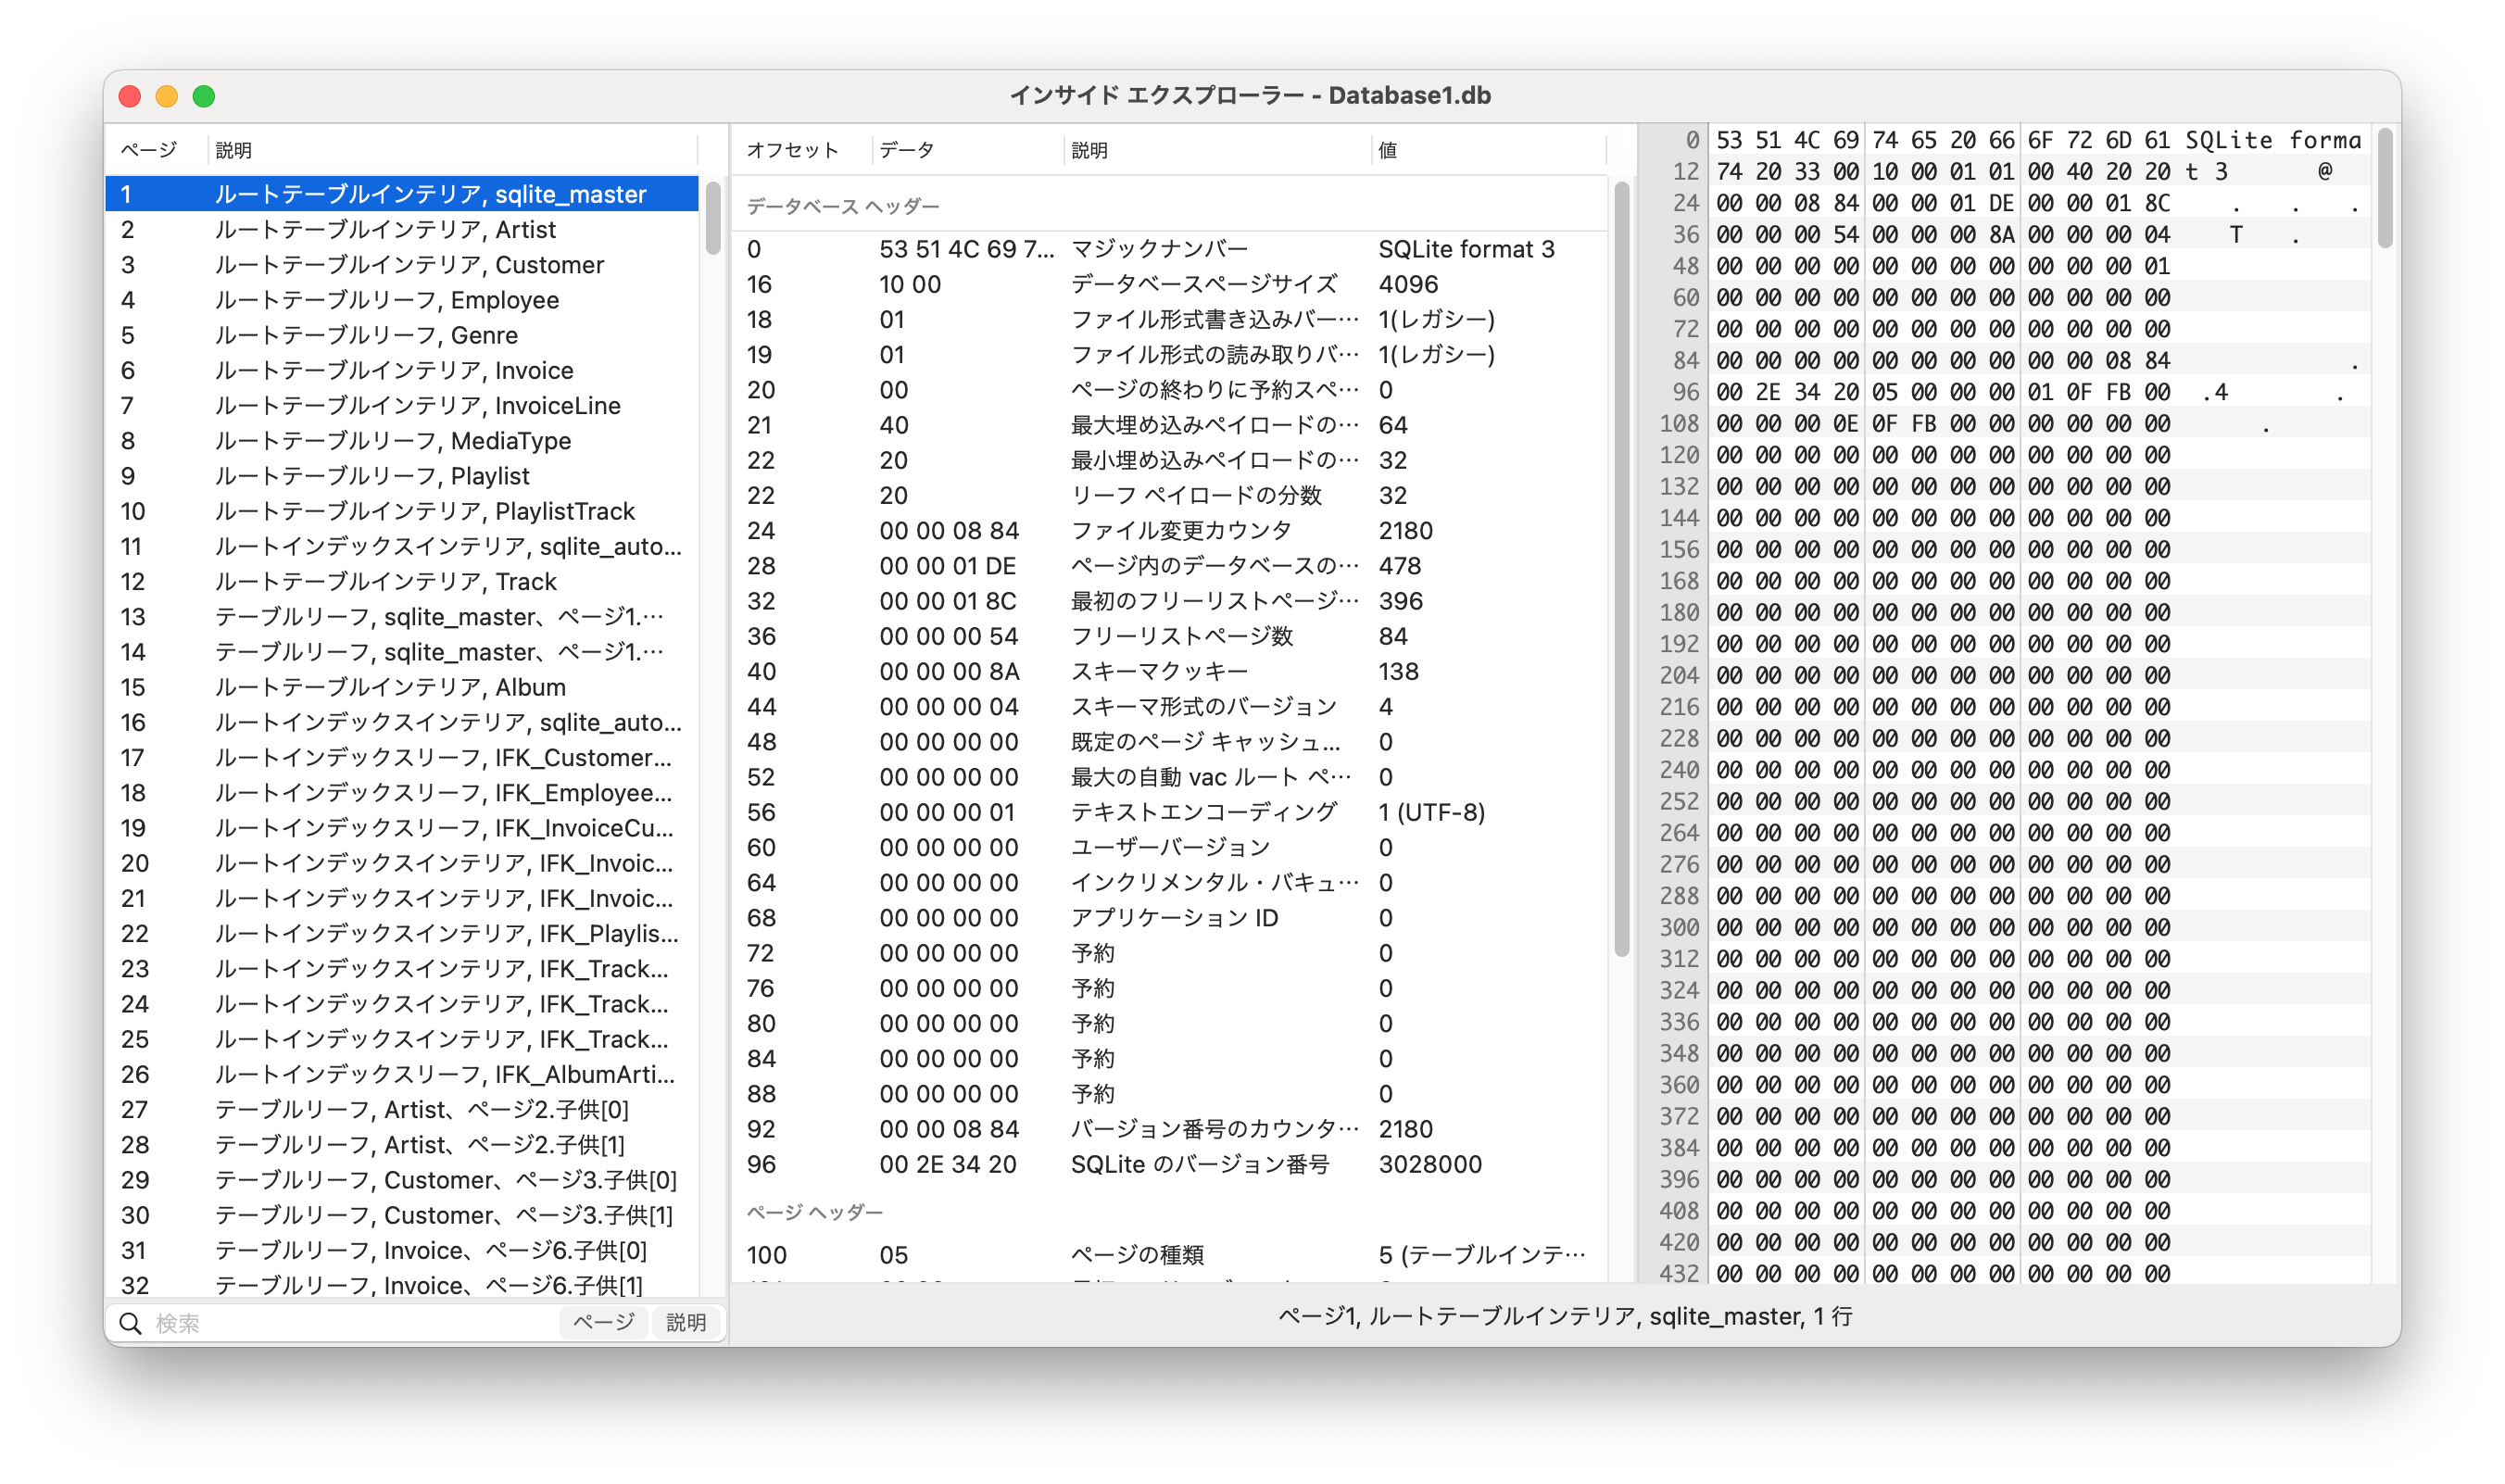 インサイド エクスプローラー - Database1.db
ページ 説明
1 ルートテーブルインテリア, sqlite_master
2 ルートテーブルインテリア, Artist
3 ルートテーブルインテリア, Customer
4 ルートテーブルリーフ, Employee
5 ルートテーブルリーフ, Genre
6 ルートテーブルインテリア, Invoice
7 ルートテーブルインテリア, InvoiceLine
8 ルートテーブルリーフ, MediaType
9 ルートテーブルリーフ, Playlist
10 ルートテーブルインテリア, PlaylistTrack
11 ルートインデックスインテリア, sqlite_auto...
12 ルートテーブルインテリア, Track
13 テーブルリーフ, sqlite_master、ページ1.…
14 テーブルリーフ, sqlite_master、ページ1.…
15 ルートテーブルインテリア, Album
16 ルートインデックスインテリア, sqlite_auto...
17 ルートインデックスリーフ, IFK_Customer...
18 ルートインデックスリーフ, IFK_Employee...
19 ルートインデックスリーフ, IFK_InvoiceCu...
20 ルートインデックスインテリア, IFK_Invoic...
21 ルートインデックスインテリア, IFK_Invoic...
22 ルートインデックスインテリア, IFK_Playlis...
23 ルートインデックスインテリア, IFK_Track...
24 ルートインデックスインテリア, IFK_Track...
25 ルートインデックスインテリア, IFK_Track...
26 ルートインデックスリーフ, IFK_AlbumArti...
27 テーブルリーフ, Artist、ページ2.子供[0]
28 テーブルリーフ, Artist、ページ2.子供[1]
29 テーブルリーフ, Customer、ページ3.子供[0]
30 テーブルリーフ, Customer、ページ3.子供[1]
31 テーブルリーフ, Invoice、ページ6.子供[0]
32 テーブルリーフ, Invoice、ページ6.子供[1]
検索 ページ 説明
オフセット データ 説明 値
データベース ヘッダー
0 53 51 4C 69 7... マジックナンバー SQLite format 3
16 10 00 データベースページサイズ 4096
18 01 ファイル形式書き込みバー… 1(レガシー)
19 01 ファイル形式の読み取りバ… 1(レガシー)
20 00 ページの終わりに予約スペ… 0
21 40 最大埋め込みペイロードの… 64
22 20 最小埋め込みペイロードの… 32
22 20 リーフ ペイロードの分数 32
24 00 00 08 84 ファイル変更カウンタ 2180
28 00 00 01 DE ページ内のデータベースの… 478
32 00 00 01 8C 最初のフリーリストページ… 396
36 00 00 00 54 フリーリストページ数 84
40 00 00 00 8A スキーマクッキー 138
44 00 00 00 04 スキーマ形式のバージョン 4
48 00 00 00 00 既定のページ キャッシュ... 0
52 00 00 00 00 最大の自動 vac ルート ペ… 0
56 00 00 00 01 テキストエンコーディング 1 (UTF-8)
60 00 00 00 00 ユーザーバージョン 0
64 00 00 00 00 インクリメンタル・バキュ… 0
68 00 00 00 00 アプリケーション ID 0
72 00 00 00 00 予約 0
76 00 00 00 00 予約 0
80 00 00 00 00 予約 0
84 00 00 00 00 予約 0
88 00 00 00 00 予約 0
92 00 00 08 84 バージョン番号のカウンタ… 2180
96 00 2E 34 20 SQLite のバージョン番号 3028000
ページ ヘッダー
100 05 ページの種類 5 (テーブルインテ…
0 53 51 4C 69 74 65 20 66 6F 72 6D 61 SQLite forma
12 74 20 33 00 10 00 01 01 00 40 20 20 t 3 @
24 00 00 08 84 00 00 01 DE 00 00 01 8C . . .
36 00 00 00 54 00 00 00 8A 00 00 00 04 T .
48 00 00 00 00 00 00 00 00 00 00 00 01
60 00 00 00 00 00 00 00 00 00 00 00 00
72 00 00 00 00 00 00 00 00 00 00 00 00
84 00 00 00 00 00 00 00 00 00 00 08 84 .
96 00 2E 34 20 05 00 00 00 01 0F FB 00 .4 .
108 00 00 00 0E 0F FB 00 00 00 00 00 00 .
120 00 00 00 00 00 00 00 00 00 00 00 00
132 00 00 00 00 00 00 00 00 00 00 00 00
144 00 00 00 00 00 00 00 00 00 00 00 00
156 00 00 00 00 00 00 00 00 00 00 00 00
168 00 00 00 00 00 00 00 00 00 00 00 00
180 00 00 00 00 00 00 00 00 00 00 00 00
192 00 00 00 00 00 00 00 00 00 00 00 00
204 00 00 00 00 00 00 00 00 00 00 00 00
216 00 00 00 00 00 00 00 00 00 00 00 00
228 00 00 00 00 00 00 00 00 00 00 00 00
240 00 00 00 00 00 00 00 00 00 00 00 00
252 00 00 00 00 00 00 00 00 00 00 00 00
264 00 00 00 00 00 00 00 00 00 00 00 00
276 00 00 00 00 00 00 00 00 00 00 00 00
288 00 00 00 00 00 00 00 00 00 00 00 00
300 00 00 00 00 00 00 00 00 00 00 00 00
312 00 00 00 00 00 00 00 00 00 00 00 00
324 00 00 00 00 00 00 00 00 00 00 00 00
336 00 00 00 00 00 00 00 00 00 00 00 00
348 00 00 00 00 00 00 00 00 00 00 00 00
360 00 00 00 00 00 00 00 00 00 00 00 00
372 00 00 00 00 00 00 00 00 00 00 00 00
384 00 00 00 00 00 00 00 00 00 00 00 00
396 00 00 00 00 00 00 00 00 00 00 00 00
408 00 00 00 00 00 00 00 00 00 00 00 00
420 00 00 00 00 00 00 00 00 00 00 00 00
432 00 00 00 00 00 00 00 00 00 00 00 00
ページ1, ルートテーブルインテリア, sqlite_master, 1 行